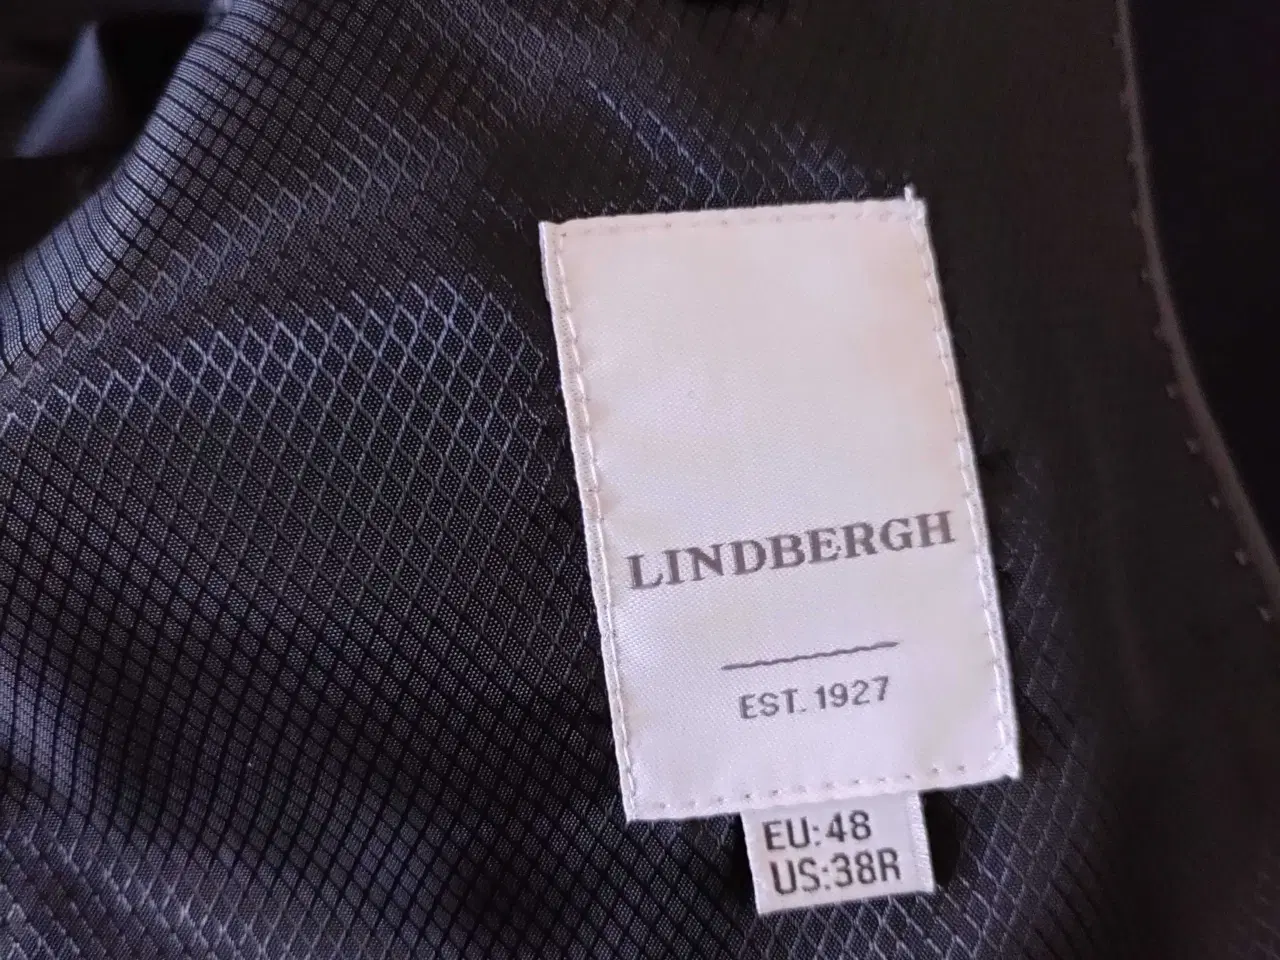 LINDBERGH
EST. 1927
EU:48
US:38R